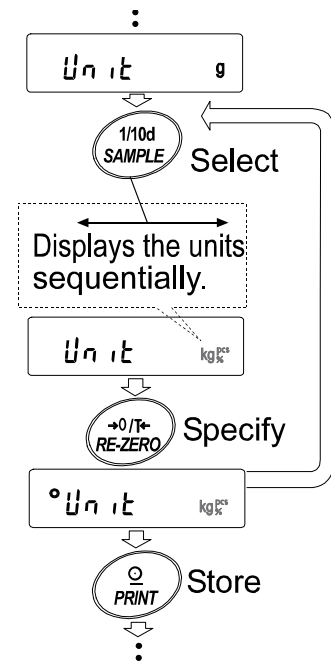 Unit g
1/10d
SAMPLE
Select
Displays the units
sequentially.
Unit kg pcs %
→0/T←
RE-ZERO
Specify
°Unit kg pcs %
PRINT
Store